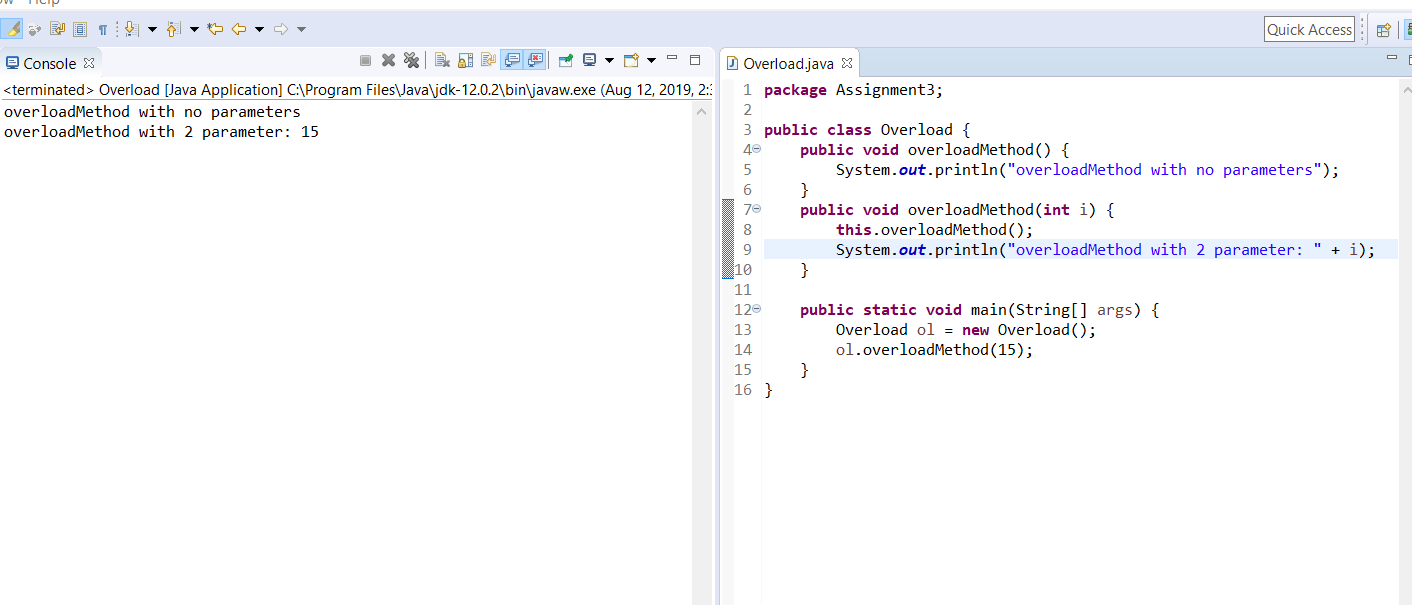 Help
Quick Access
Console
<terminated> Overload [Java Application] C:\Program Files\Java\jdk-12.0.2\bin\javaw.exe (Aug 12, 2019, 2:3
overloadMethod with no parameters
overloadMethod with 2 parameter: 15
Overload.java
1 package Assignment3;
2
3 public class Overload {
4 public void overloadMethod() {
5 System.out.println("overloadMethod with no parameters");
6 }
7 public void overloadMethod(int i) {
8 this.overloadMethod();
9 System.out.println("overloadMethod with 2 parameter: " + i);
10 }
11
12 public static void main(String[] args) {
13 Overload ol = new Overload();
14 ol.overloadMethod(15);
15 }
16 }